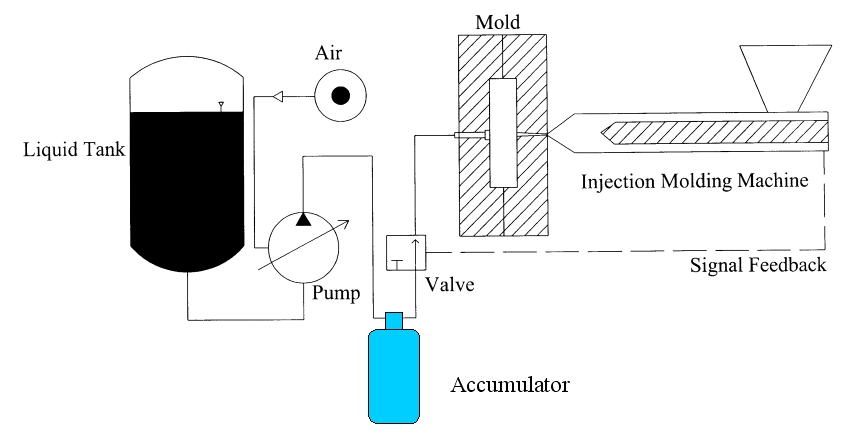 Mold
Air
Liquid Tank
Injection Molding Machine
Signal Feedback
Pump
Valve
Accumulator